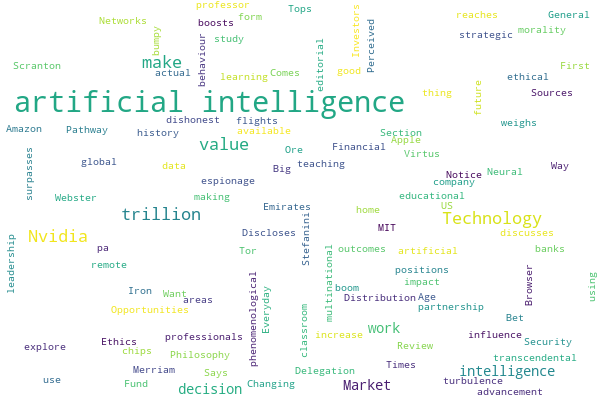 professor
Networks
form
Tops
boosts
reaches
General
bumpy
study
Investors
Perceived
strategic
morality
behaviour
editorial
Scranton
make
actual
learning
Comes
good
ethical
First
thing
future
Sources
artificial intelligence
Amazon
Pathway
history
dishonest
flights
available
Section
Apple
weighs
surpasses
global
data
value
Ore
Big
teaching
Financial
Virtus
Notice
Neural
Way
Webster
making
espionage
company
educational
trillion
Emirates
home
US
Technology
Nvidia
pa
Discloses
Stefanini
MIT
discusses
leadership
remote
Tor
outcomes
artificial
banks
Iron
Want
areas
phenomenological
Everyday
multinational
boom
positions
impact
Browser
using
Opportunities
Distribution
Age
partnership
Bet
explore
Ethics
professionals
classroom
increase
work
influence
Security
chips
Philosophy
Review
transcendental
use
Merriam
Says
Delegation
Times
intelligence
Fund
decision
Changing
Market
turbulence
advancement